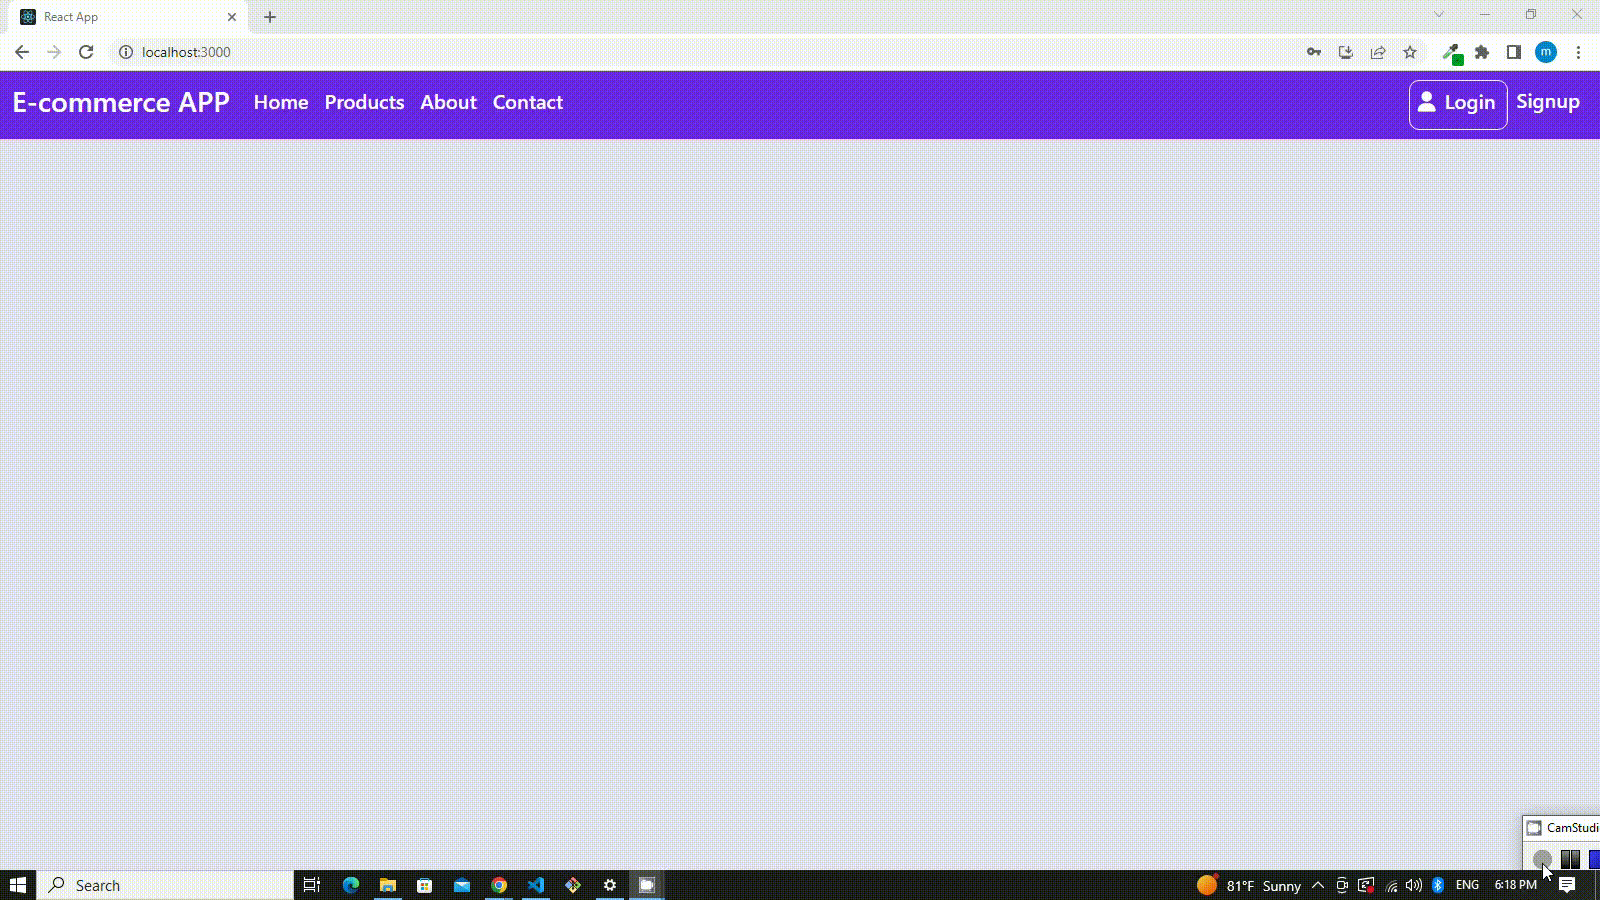 React App
localhost:3000
m
E-commerce APP Home Products About Contact Login Signup
CamStudi
Search
81°F Sunny
ENG
6:18 PM